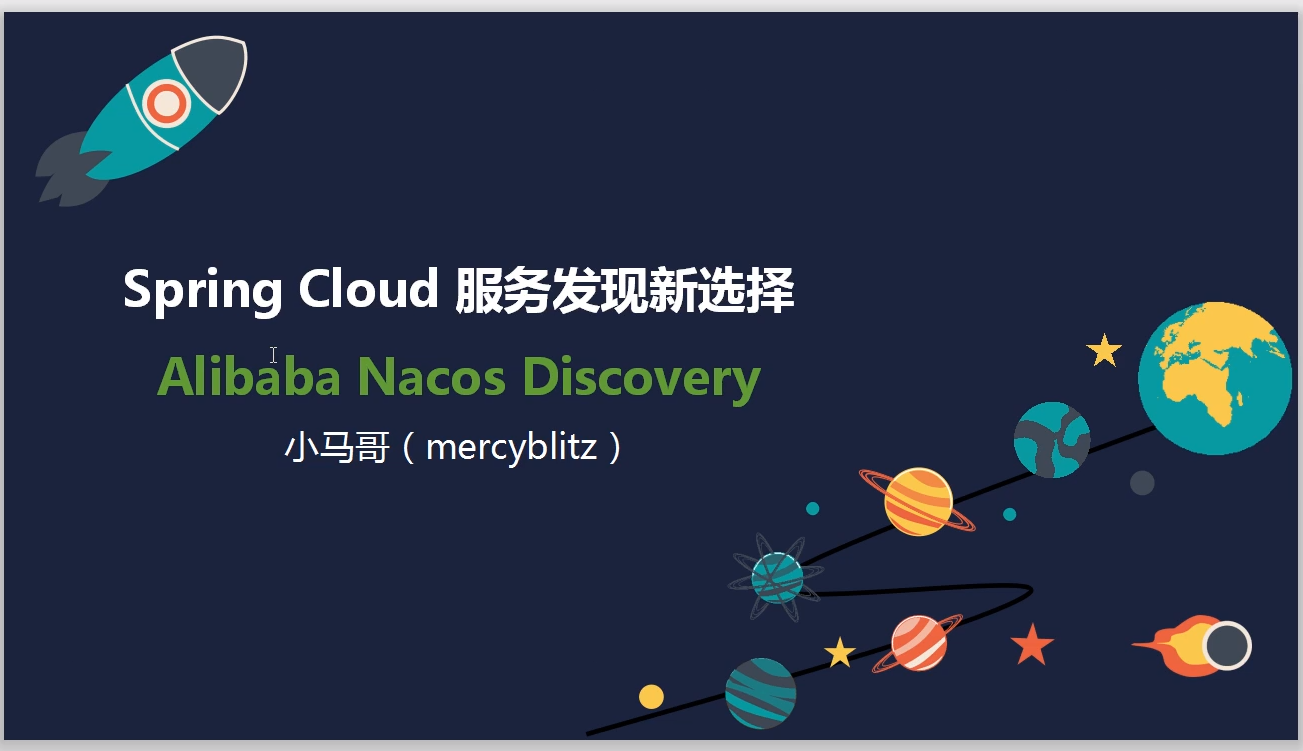 Spring Cloud 服务发现新选择
Alibaba Nacos Discovery
小马哥（mercyblitz）